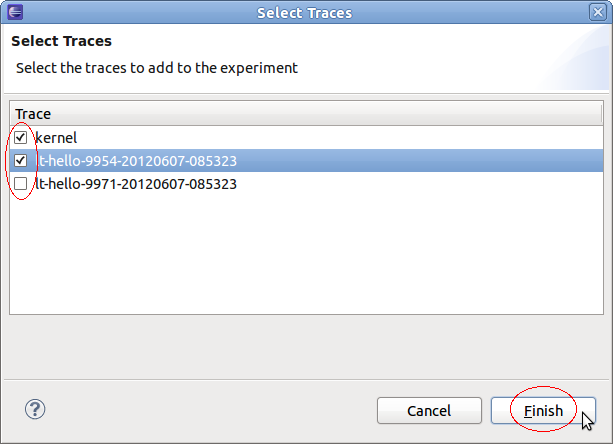 Select Traces
Select Traces
Select the traces to add to the experiment
Trace
kernel
lt-hello-9954-20120607-085323
lt-hello-9971-20120607-085323
?
Cancel
Finish